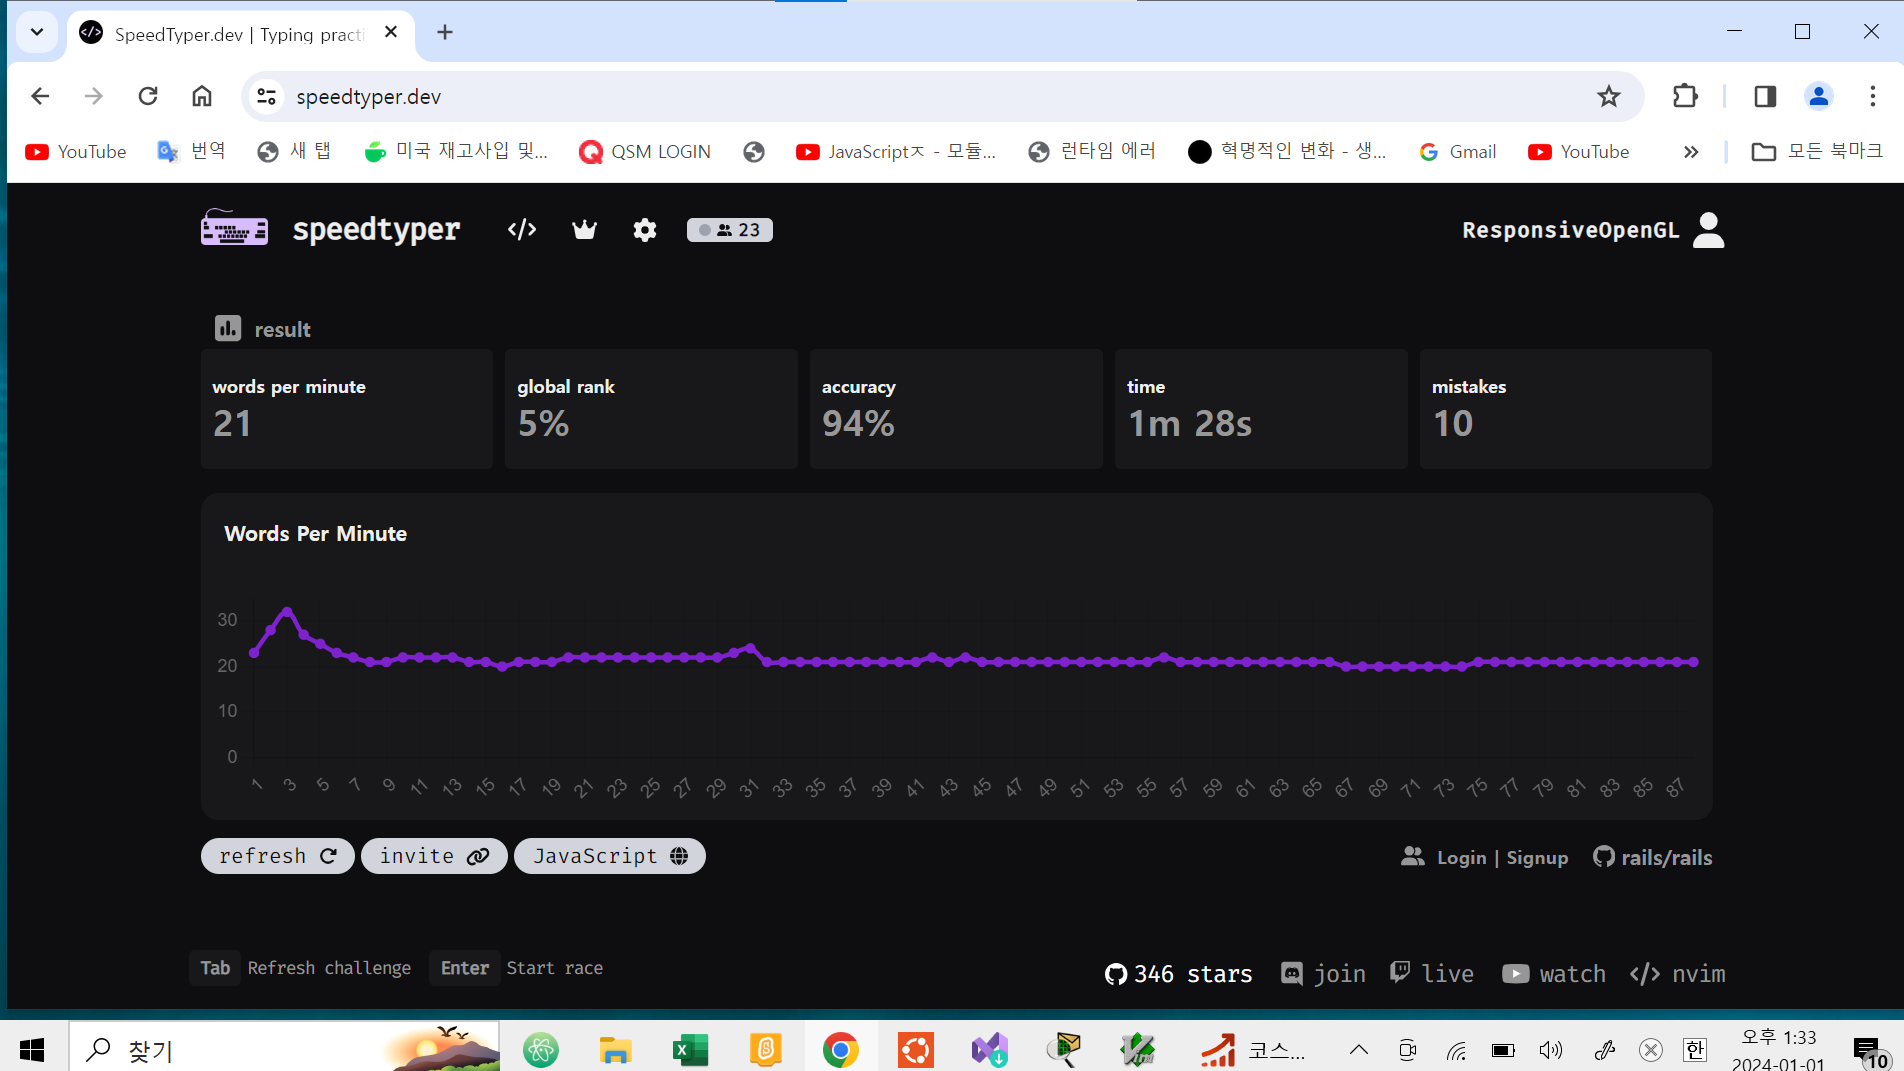 SpeedTyper.dev | Typing practi
speedtyper.dev
YouTube 번역 새 탭 미국 재고사입 및... QSM LOGIN JavaScriptㅈ - 모듈... 런타임 에러 혁명적인 변화 - 생... Gmail YouTube » 모든 북마크
speedtyper </> 23 ResponsiveOpenGL
result
words per minute
21
global rank
5%
accuracy
94%
time
1m 28s
mistakes
10
Words Per Minute
30
20
10
0
1 3 5 7 9 11 13 15 17 19 21 23 25 27 29 31 33 35 37 39 41 43 45 47 49 51 53 55 57 59 61 63 65 67 69 71 73 75 77 79 81 83 85 87
refresh invite JavaScript Login | Signup rails/rails
Tab Refresh challenge Enter Start race 346 stars join live watch </> nvim
찾기 코스... 한 오후 1:33
2024-01-01 10